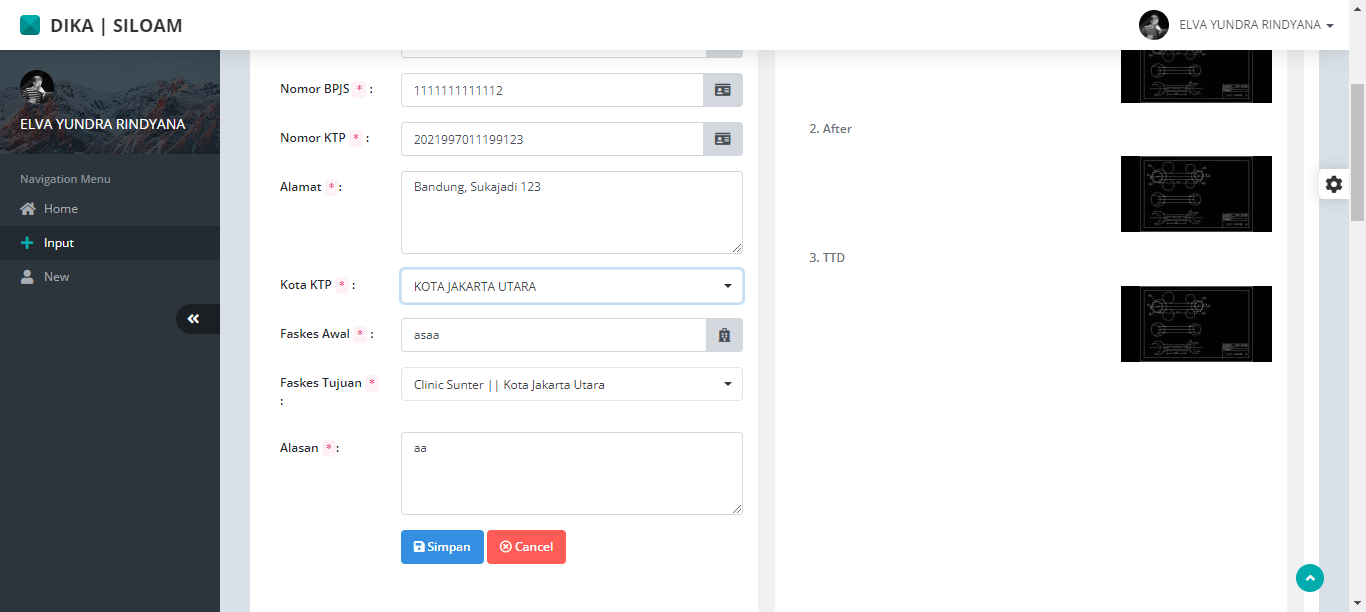 DIKA | SILOAM
ELVA YUNDRA RINDYANA
ELVA YUNDRA RINDYANA
Navigation Menu
Home
Input
New
Nomor BPJS * :
1111111111112
Nomor KTP * :
2021997011199123
Alamat * :
Bandung, Sukajadi 123
Kota KTP * :
KOTA JAKARTA UTARA
Faskes Awal * :
asaa
Faskes Tujuan *
:
Clinic Sunter || Kota Jakarta Utara
Alasan * :
aa
Simpan
Cancel
2. After
3. TTD